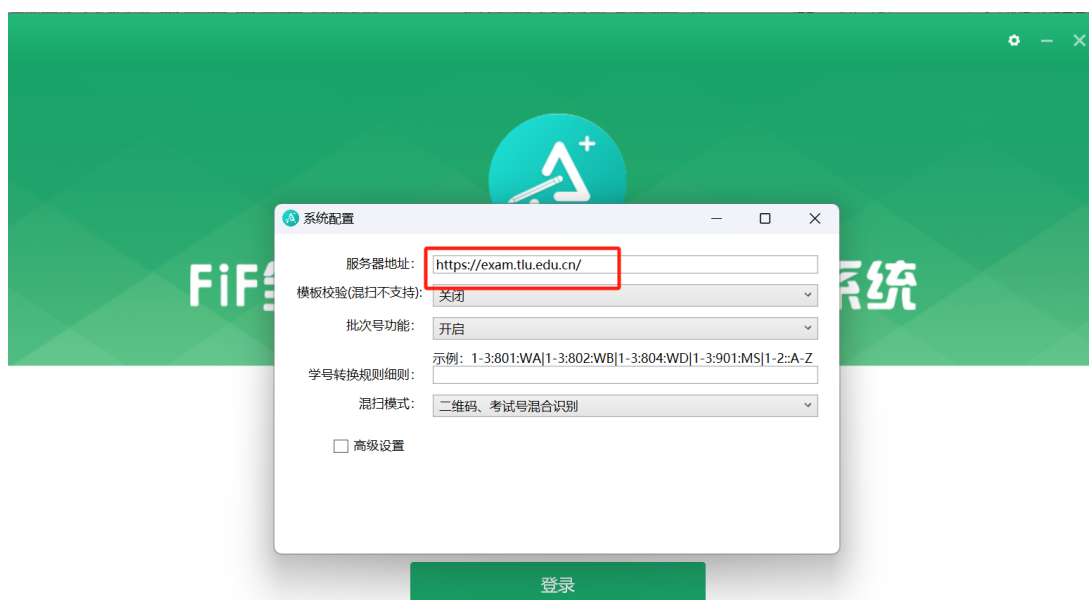 系统配置
服务器地址： https://exam.tlu.edu.cn/
模板校验(混扫不支持): 关闭
批次号功能： 开启
示例：1-3:801:WA|1-3:802:WB|1-3:804:WD|1-3:901:MS|1-2::A-Z
学号转换规则细则：
混扫模式： 二维码、考试号混合识别
高级设置
FiF
系统
登录